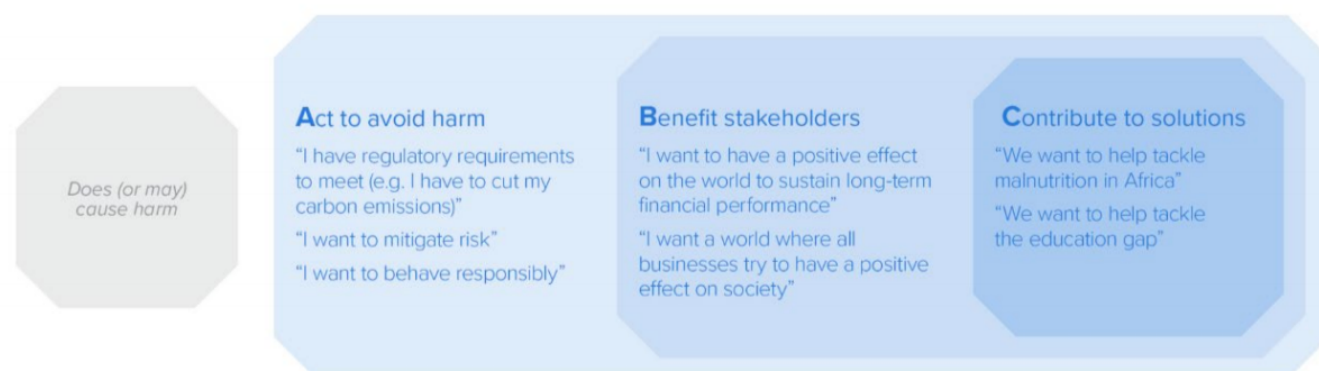 Does (or may)
cause harm
Act to avoid harm
“I have regulatory requirements
to meet (e.g. I have to cut my
carbon emissions)”
“I want to mitigate risk”
“I want to behave responsibly”
Benefit stakeholders
“I want to have a positive effect
on the world to sustain long-term
financial performance”
“I want a world where all
businesses try to have a positive
effect on society”
Contribute to solutions
“We want to help tackle
malnutrition in Africa”
“We want to help tackle
the education gap”